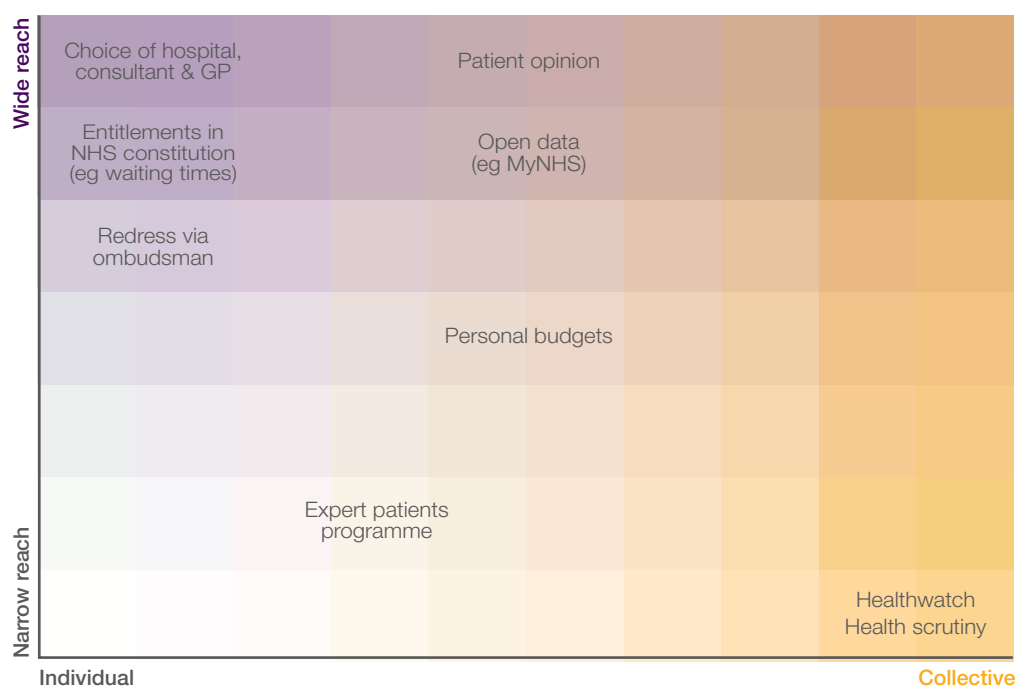 Wide reach
Choice of hospital,
consultant & GP
Patient opinion
Entitlements in
NHS constitution
(eg waiting times)
Open data
(eg MyNHS)
Redress via
ombudsman
Personal budgets
Expert patients
programme
Narrow reach
Healthwatch
Health scrutiny
Individual
Collective